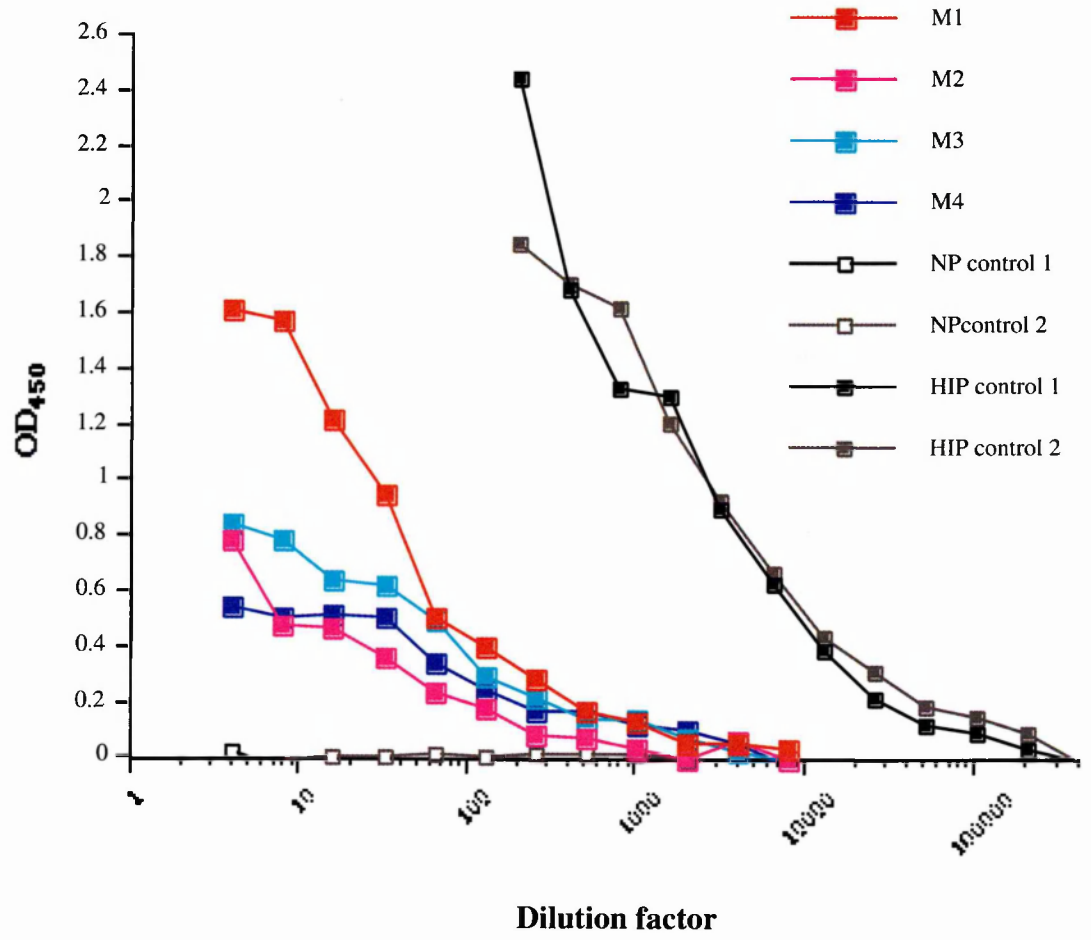 M1
M2
M3
M4
NP control 1
NPcontrol 2
HIP control 1
HIP control 2
2.6
2.4
2.2
2
1.8
1.6
1.4
1.2
1
0.8
0.6
0.4
0.2
0
OD450
1
10
100
1000
10000
100000
Dilution factor